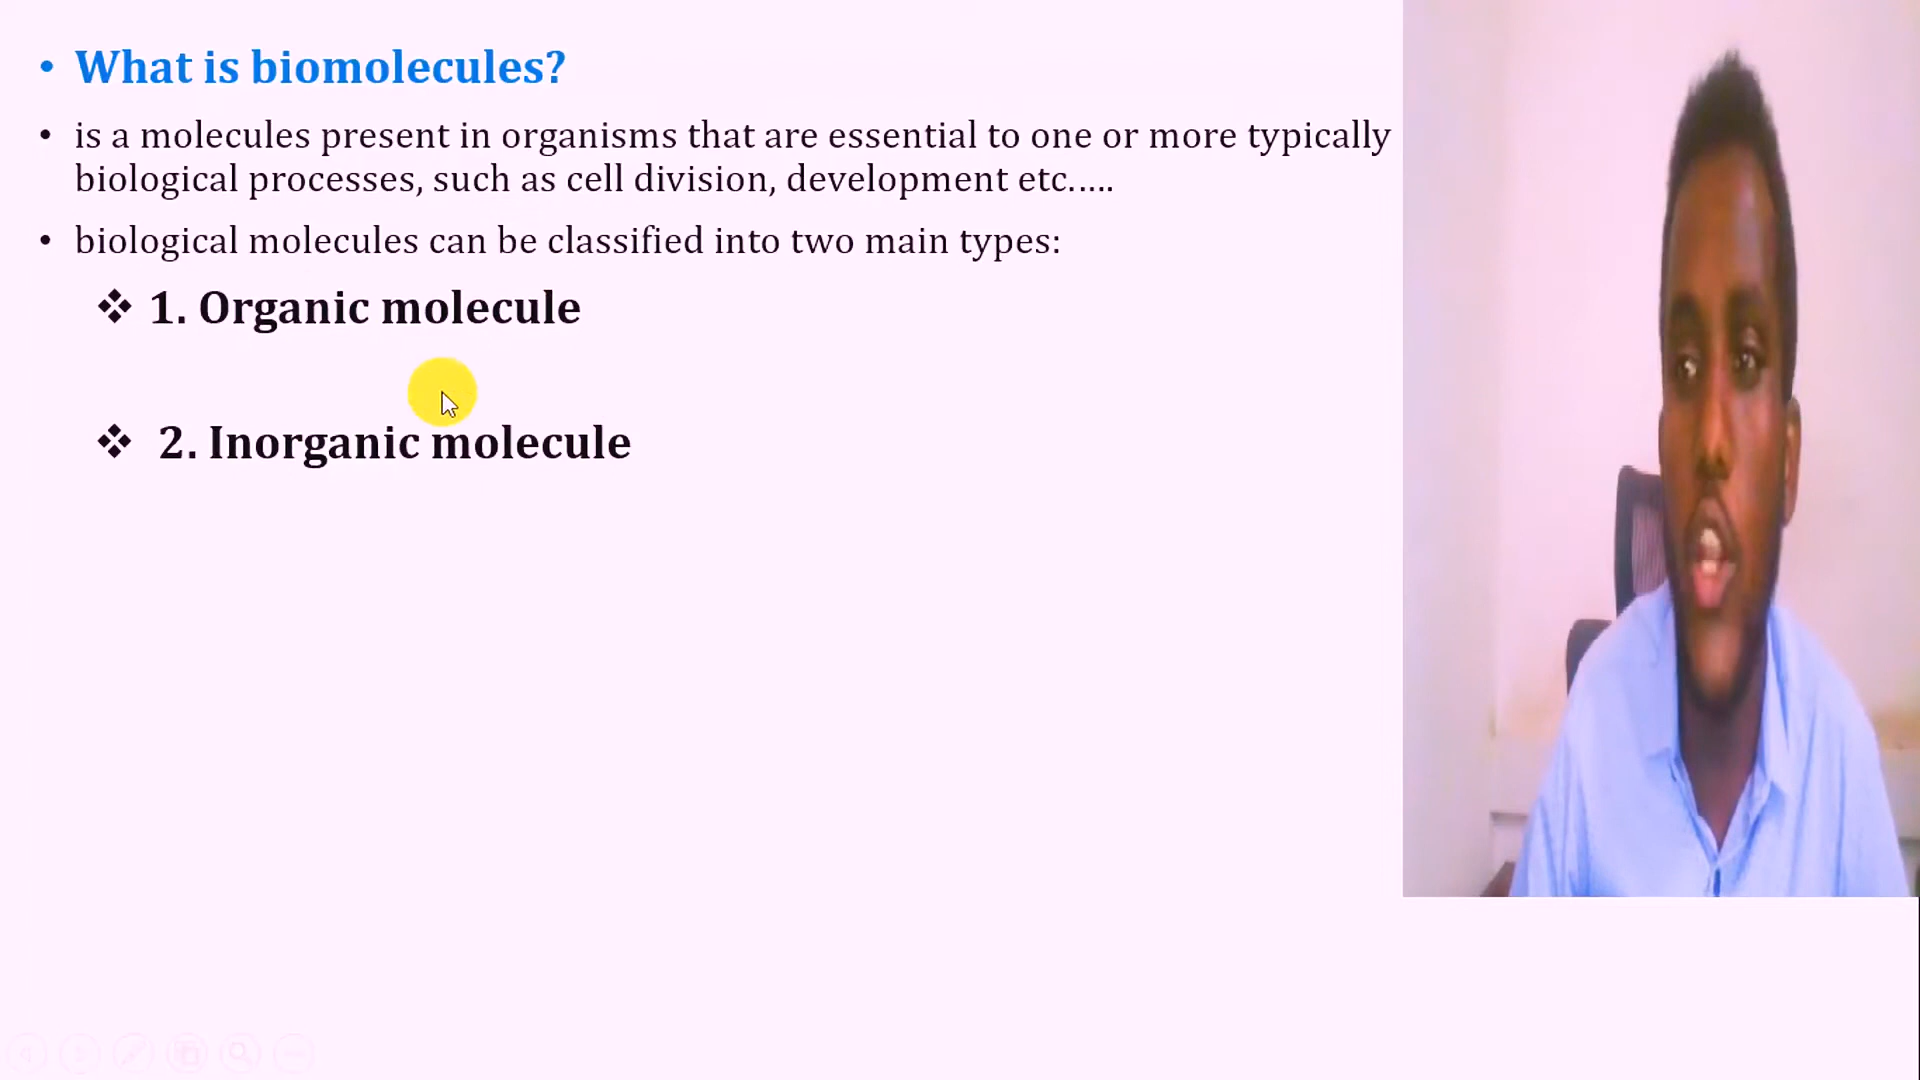 • What is biomolecules?
• is a molecules present in organisms that are essential to one or more typically
biological processes, such as cell division, development etc.....
• biological molecules can be classified into two main types:
❖ 1. Organic molecule
❖ 2. Inorganic molecule